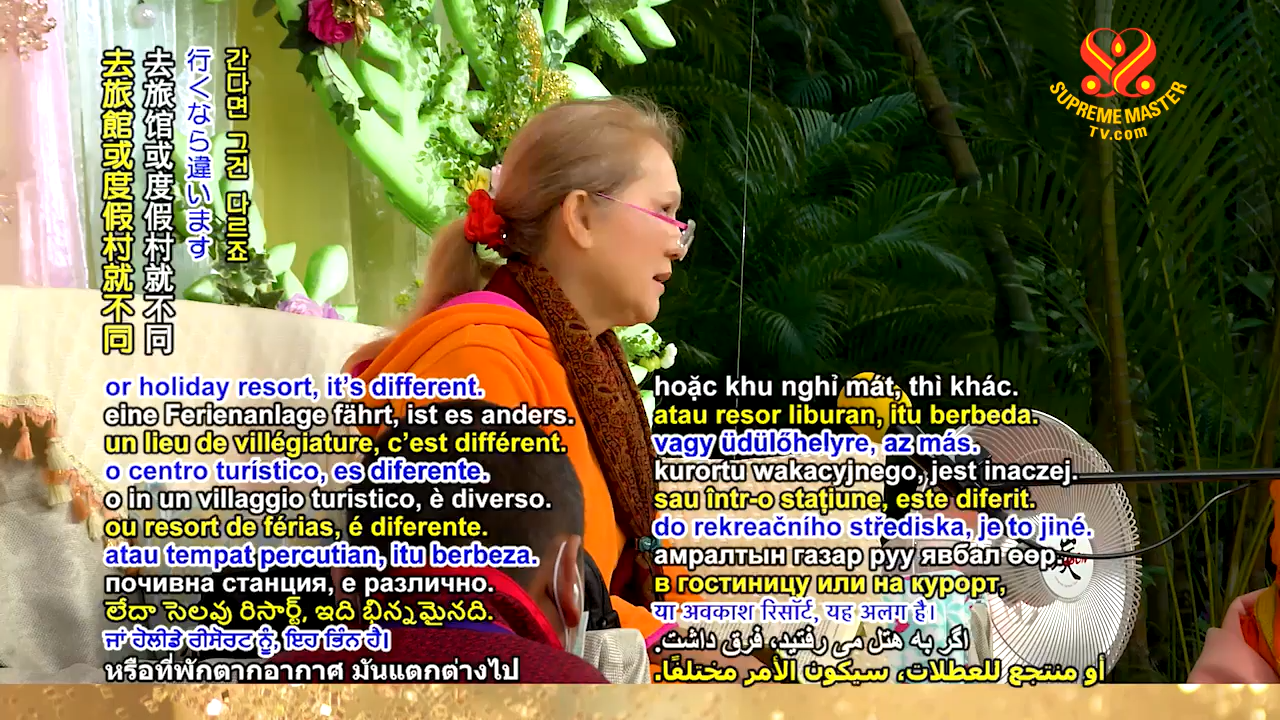 간다면 그건 다르죠
行くなら違います
去旅馆或度假村就不同
去旅館或度假村就不同
SUPREME MASTER
TV.com
or holiday resort, it's different.
eine Ferienanlage fährt, ist es anders.
un lieu de villégiature, c'est différent.
o centro turístico, es diferente.
o in un villaggio turistico, è diverso.
ou resort de férias, é diferente.
atau tempat percutian, itu berbeza.
почивна станция, е различно.
లేదా సెలవు రిసార్ట్, ఇది భిన్నమైనది.
ਜਾਂ ਹੋਲੀਡੇ ਰੀਸੋਰਟ ਨੂੰ, ਇਹ ਭਿੰਨ ਹੈ।
หรือที่พักตากอากาศ มันแตกต่างไป
hoặc khu nghỉ mát, thì khác.
atau resor liburan, itu berbeda.
vagy üdülőhelyre, az más.
kurortu wakacyjnego, jest inaczej.
sau într-o stațiune, este diferit.
do rekreačního střediska, je to jiné.
амралтын газар руу явбал өөр.
в гостиницу или на курорт,
या अवकाश रिसॉर्ट, यह अलग है।
اگر به هتل می رفتید، فرق داشت.
أو منتجع للعطلات، سيكون الأمر مختلفًا.